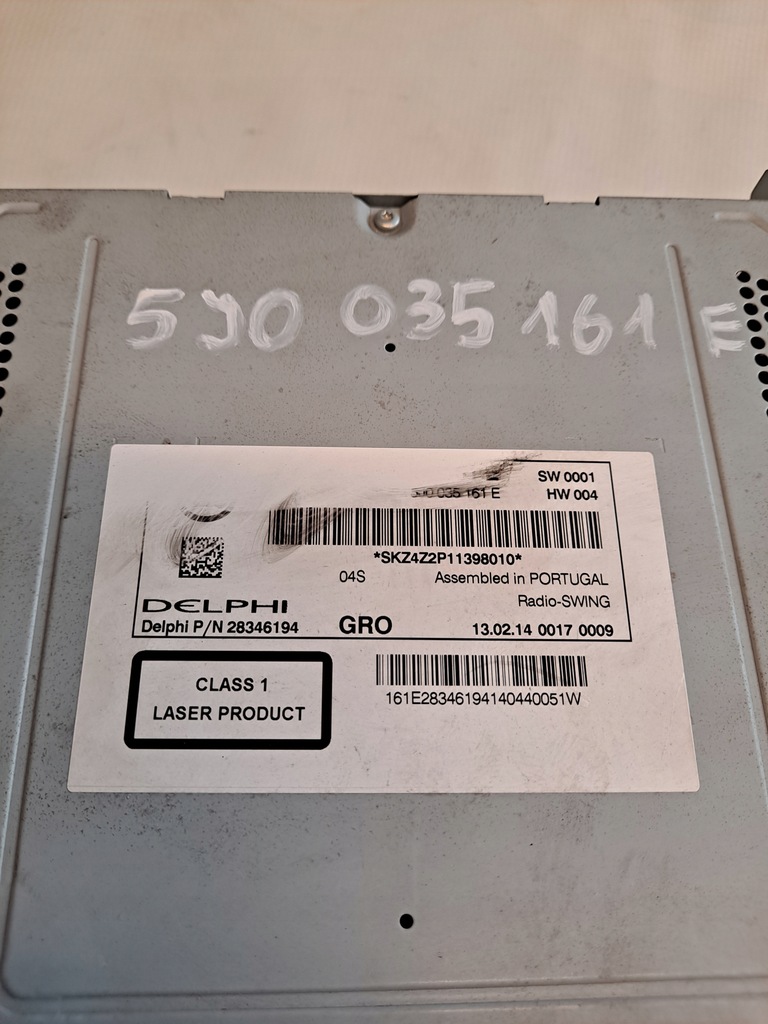 5J0 035 161 E
SW 0001
035 161 E
HW 004
*SKZ4Z2P11398010*
04S
Assembled in PORTUGAL
Radio-SWING
DELPHI
Delphi P/N 28346194
GRO
13.02.14 0017 0009
CLASS 1
LASER PRODUCT
161E28346194140440051W